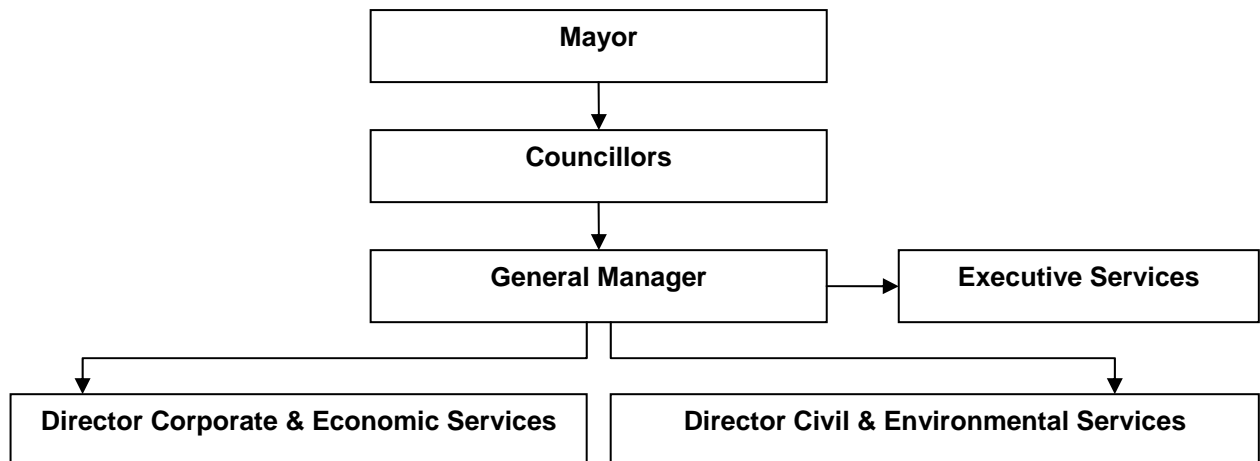 Mayor
Councillors
General Manager
Executive Services
Director Corporate & Economic Services
Director Civil & Environmental Services